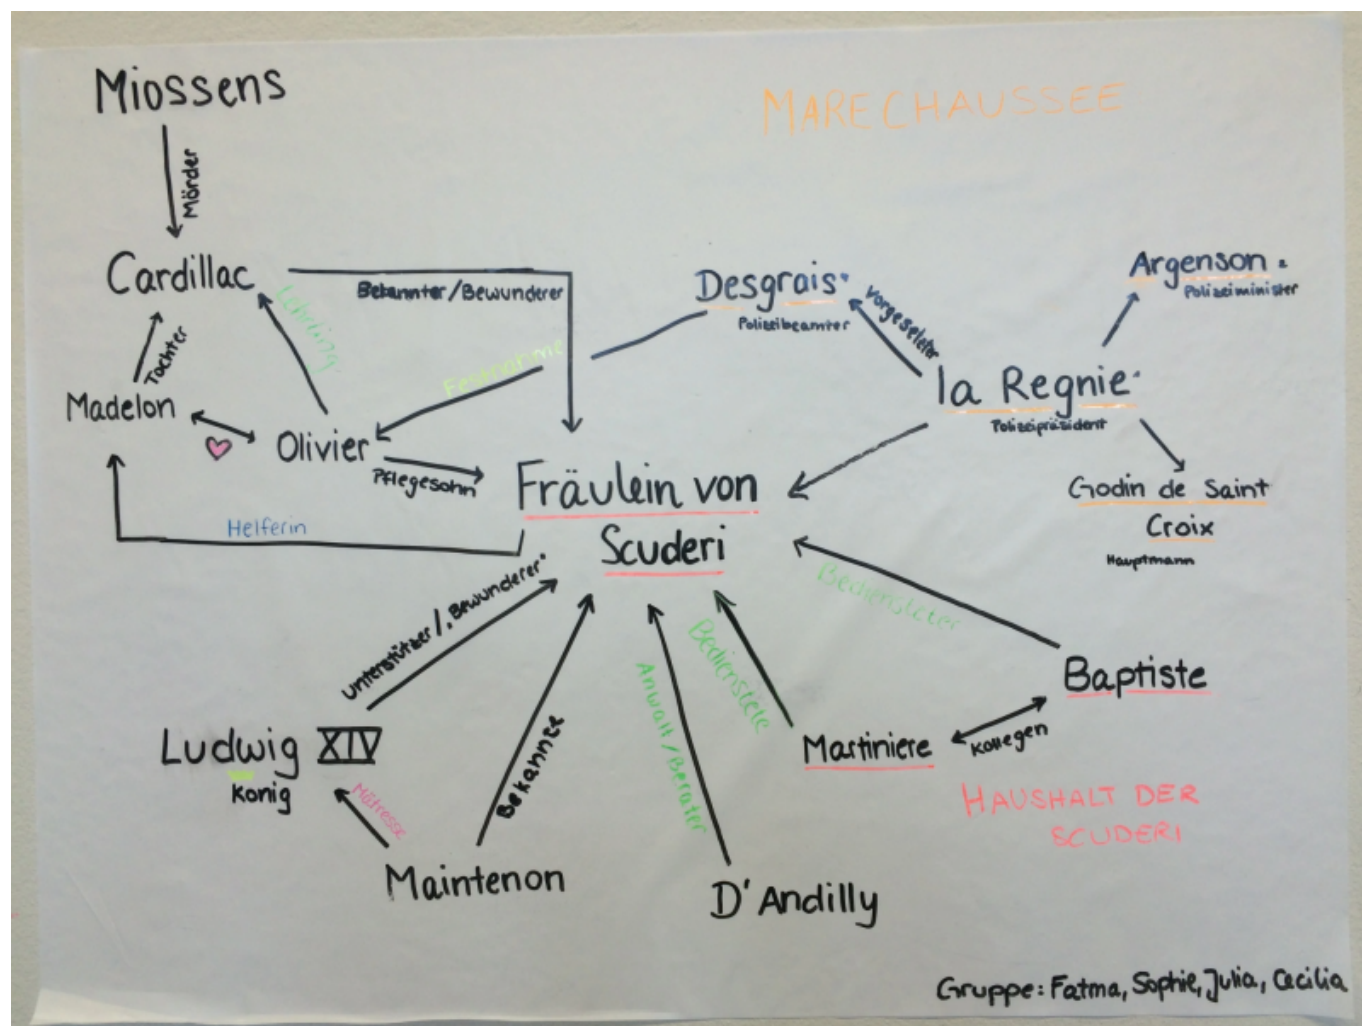 Miossens
MARECHAUSSEE
Mörder
Cardillac
Bekannter/Bewunderer
Lehrling
Desgrais
Polizeibeamter
Vorgesetzter
Argenson
Polizeiminister
Tochter
Festnahme
la Regnie
Polizeipräsident
Madelon
Olivier
Pflegesohn
Fräulein von
Scuderi
Godin de Saint
Croix
Hauptmann
Helferin
Unterstützer/Bewunderer
Bediensteter
Bedienstete
Anwalt/Berater
Baptiste
Ludwig XIV
König
Martiniere
Kollegen
Bekannte
Mätresse
HAUSHALT DER
SCUDERI
Maintenon
D'Andilly
Gruppe: Fatma, Sophie, Julia, Cecilia